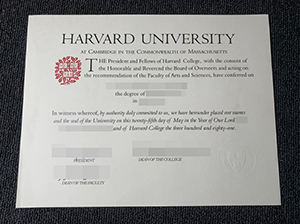 HARVARD UNIVERSITY
AT CAMBRIDGE IN THE COMMONWEALTH OF MASSACHUSETTS
THE President and Fellows of Harvard College, with the consent of
the Honorable and Reverend the Board of Overseers and acting on
the recommendation of the Faculty of Arts and Sciences, have conferred on
the degree of
in
In witness whereof, by authority duly committed to us, we have hereunder placed our names
and the seal of the University on this twenty-fifth day of May in the Year of Our Lord
and of Harvard College the three hundred and eighty-one.
PRESIDENT
DEAN OF THE COLLEGE
DEAN OF THE FACULTY